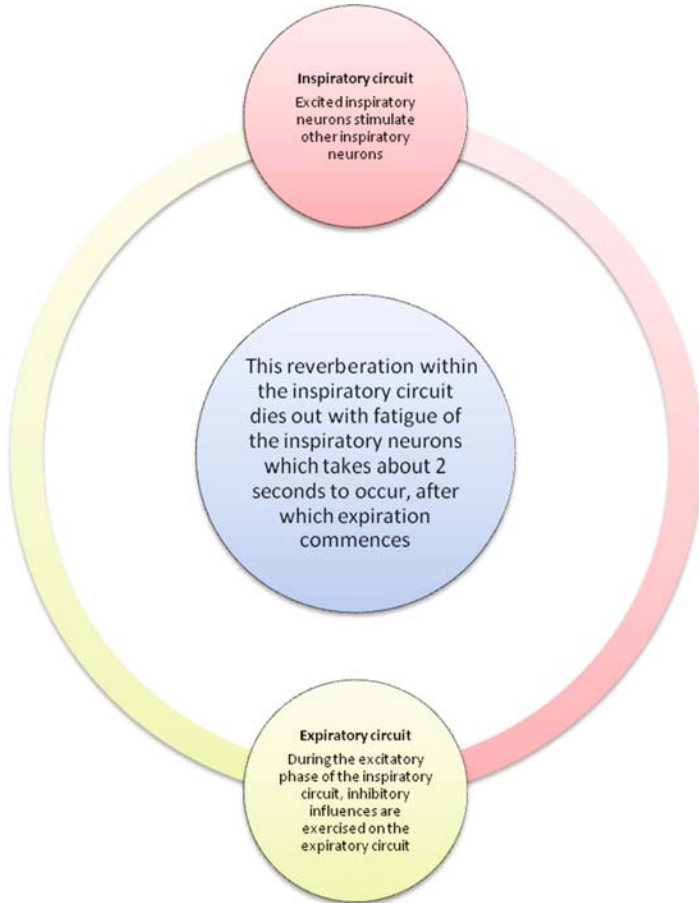 Inspiratory circuit
Excited inspiratory
neurons stimulate
other inspiratory
neurons
This reverberation within
the inspiratory circuit
dies out with fatigue of
the inspiratory neurons
which takes about 2
seconds to occur, after
which expiration
commences
Expiratory circuit
During the excitatory
phase of the inspiratory
circuit, inhibitory
influences are
exercised on the
expiratory circuit